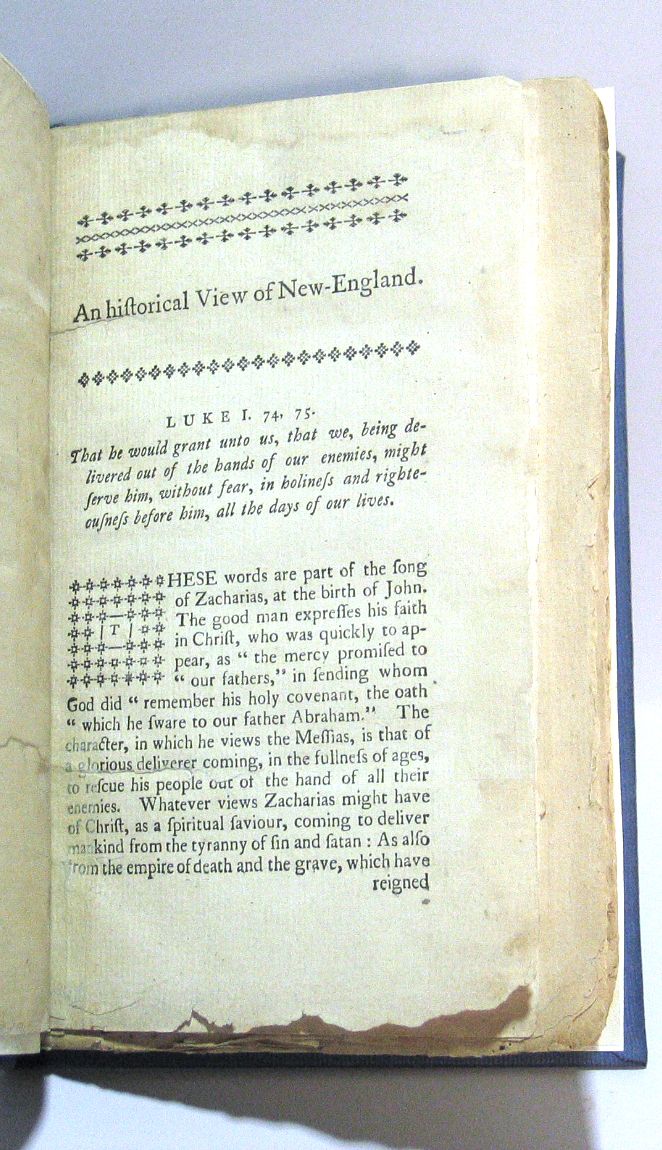 An hiſtorical View of New-England.
LUKE I. 74, 75.
That he would grant unto us, that we, being de-
livered out of the hands of our enemies, might
ſerve him, without fear, in holineſs and righte-
ouſneſs before him, all the days of our lives.
THESE words are part of the ſong
of Zacharias, at the birth of John.
The good man expreſſes his faith
in Chriſt, who was quickly to ap-
pear, as “ the mercy promiſed to
“ our fathers,” in ſending whom
God did “ remember his holy covenant, the oath
“ which he ſware to our father Abraham.” The
character, in which he views the Meſſias, is that of
a glorious deliverer coming, in the fullneſs of ages,
to reſcue his people out of the hand of all their
enemies. Whatever views Zacharias might have
of Chriſt, as a ſpiritual ſaviour, coming to deliver
mankind from the tyranny of ſin and ſatan : As alſo
from the empire of death and the grave, which have
reigned